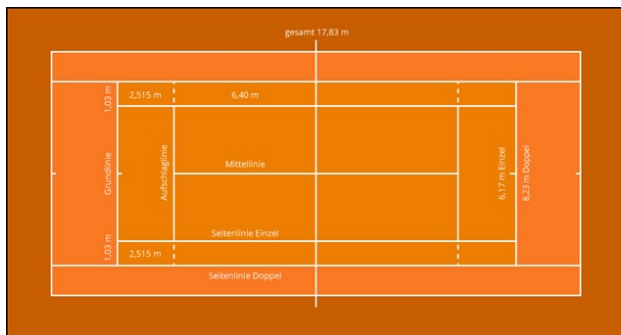 gesamt 17,83 m
1,03 m
2,515 m
6,40 m
Grundlinie
Aufschlaglinie
Mittellinie
6,17 m Einzel
8,23 m Doppel
Seitenlinie Einzel
1,03 m
2,515 m
Seitenlinie Doppel